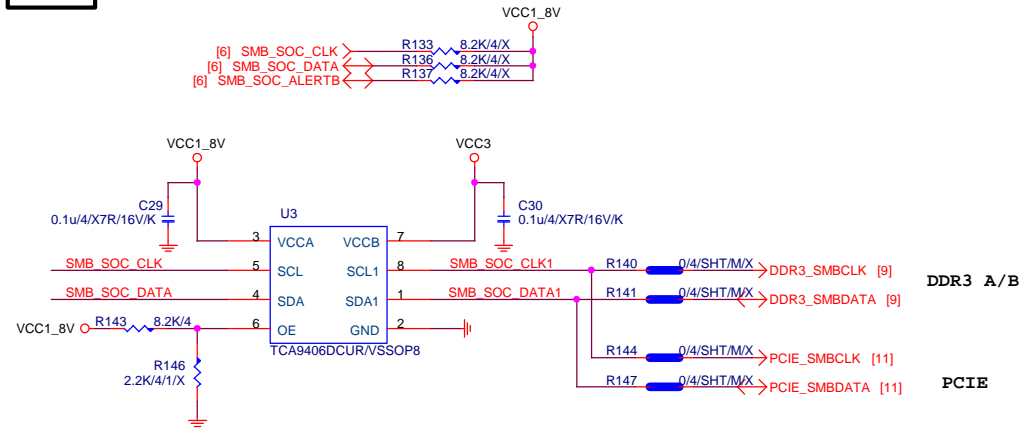 VCC1_8V
[6] SMB_SOC_CLK R133 8.2K/4/X
[6] SMB_SOC_DATA R136 8.2K/4/X
[6] SMB_SOC_ALERTB R137 8.2K/4/X
VCC1_8V VCC3
C29 C30
0.1u/4/X7R/16V/K 0.1u/4/X7R/16V/K
U3
3 VCCA VCCB 7
SMB_SOC_CLK 5 SCL SCL1 8 SMB_SOC_CLK1 R140 0/4/SHT/M/X DDR3_SMBCLK [9]
DDR3 A/B
SMB_SOC_DATA 4 SDA SDA1 1 SMB_SOC_DATA1 R141 0/4/SHT/M/X DDR3_SMBDATA [9]
VCC1_8V R143 8.2K/4 6 OE GND 2
TCA9406DCUR/VSSOP8
R144 0/4/SHT/M/X PCIE_SMBCLK [11]
R146
2.2K/4/1/X
R147 0/4/SHT/M/X PCIE_SMBDATA [11]
PCIE